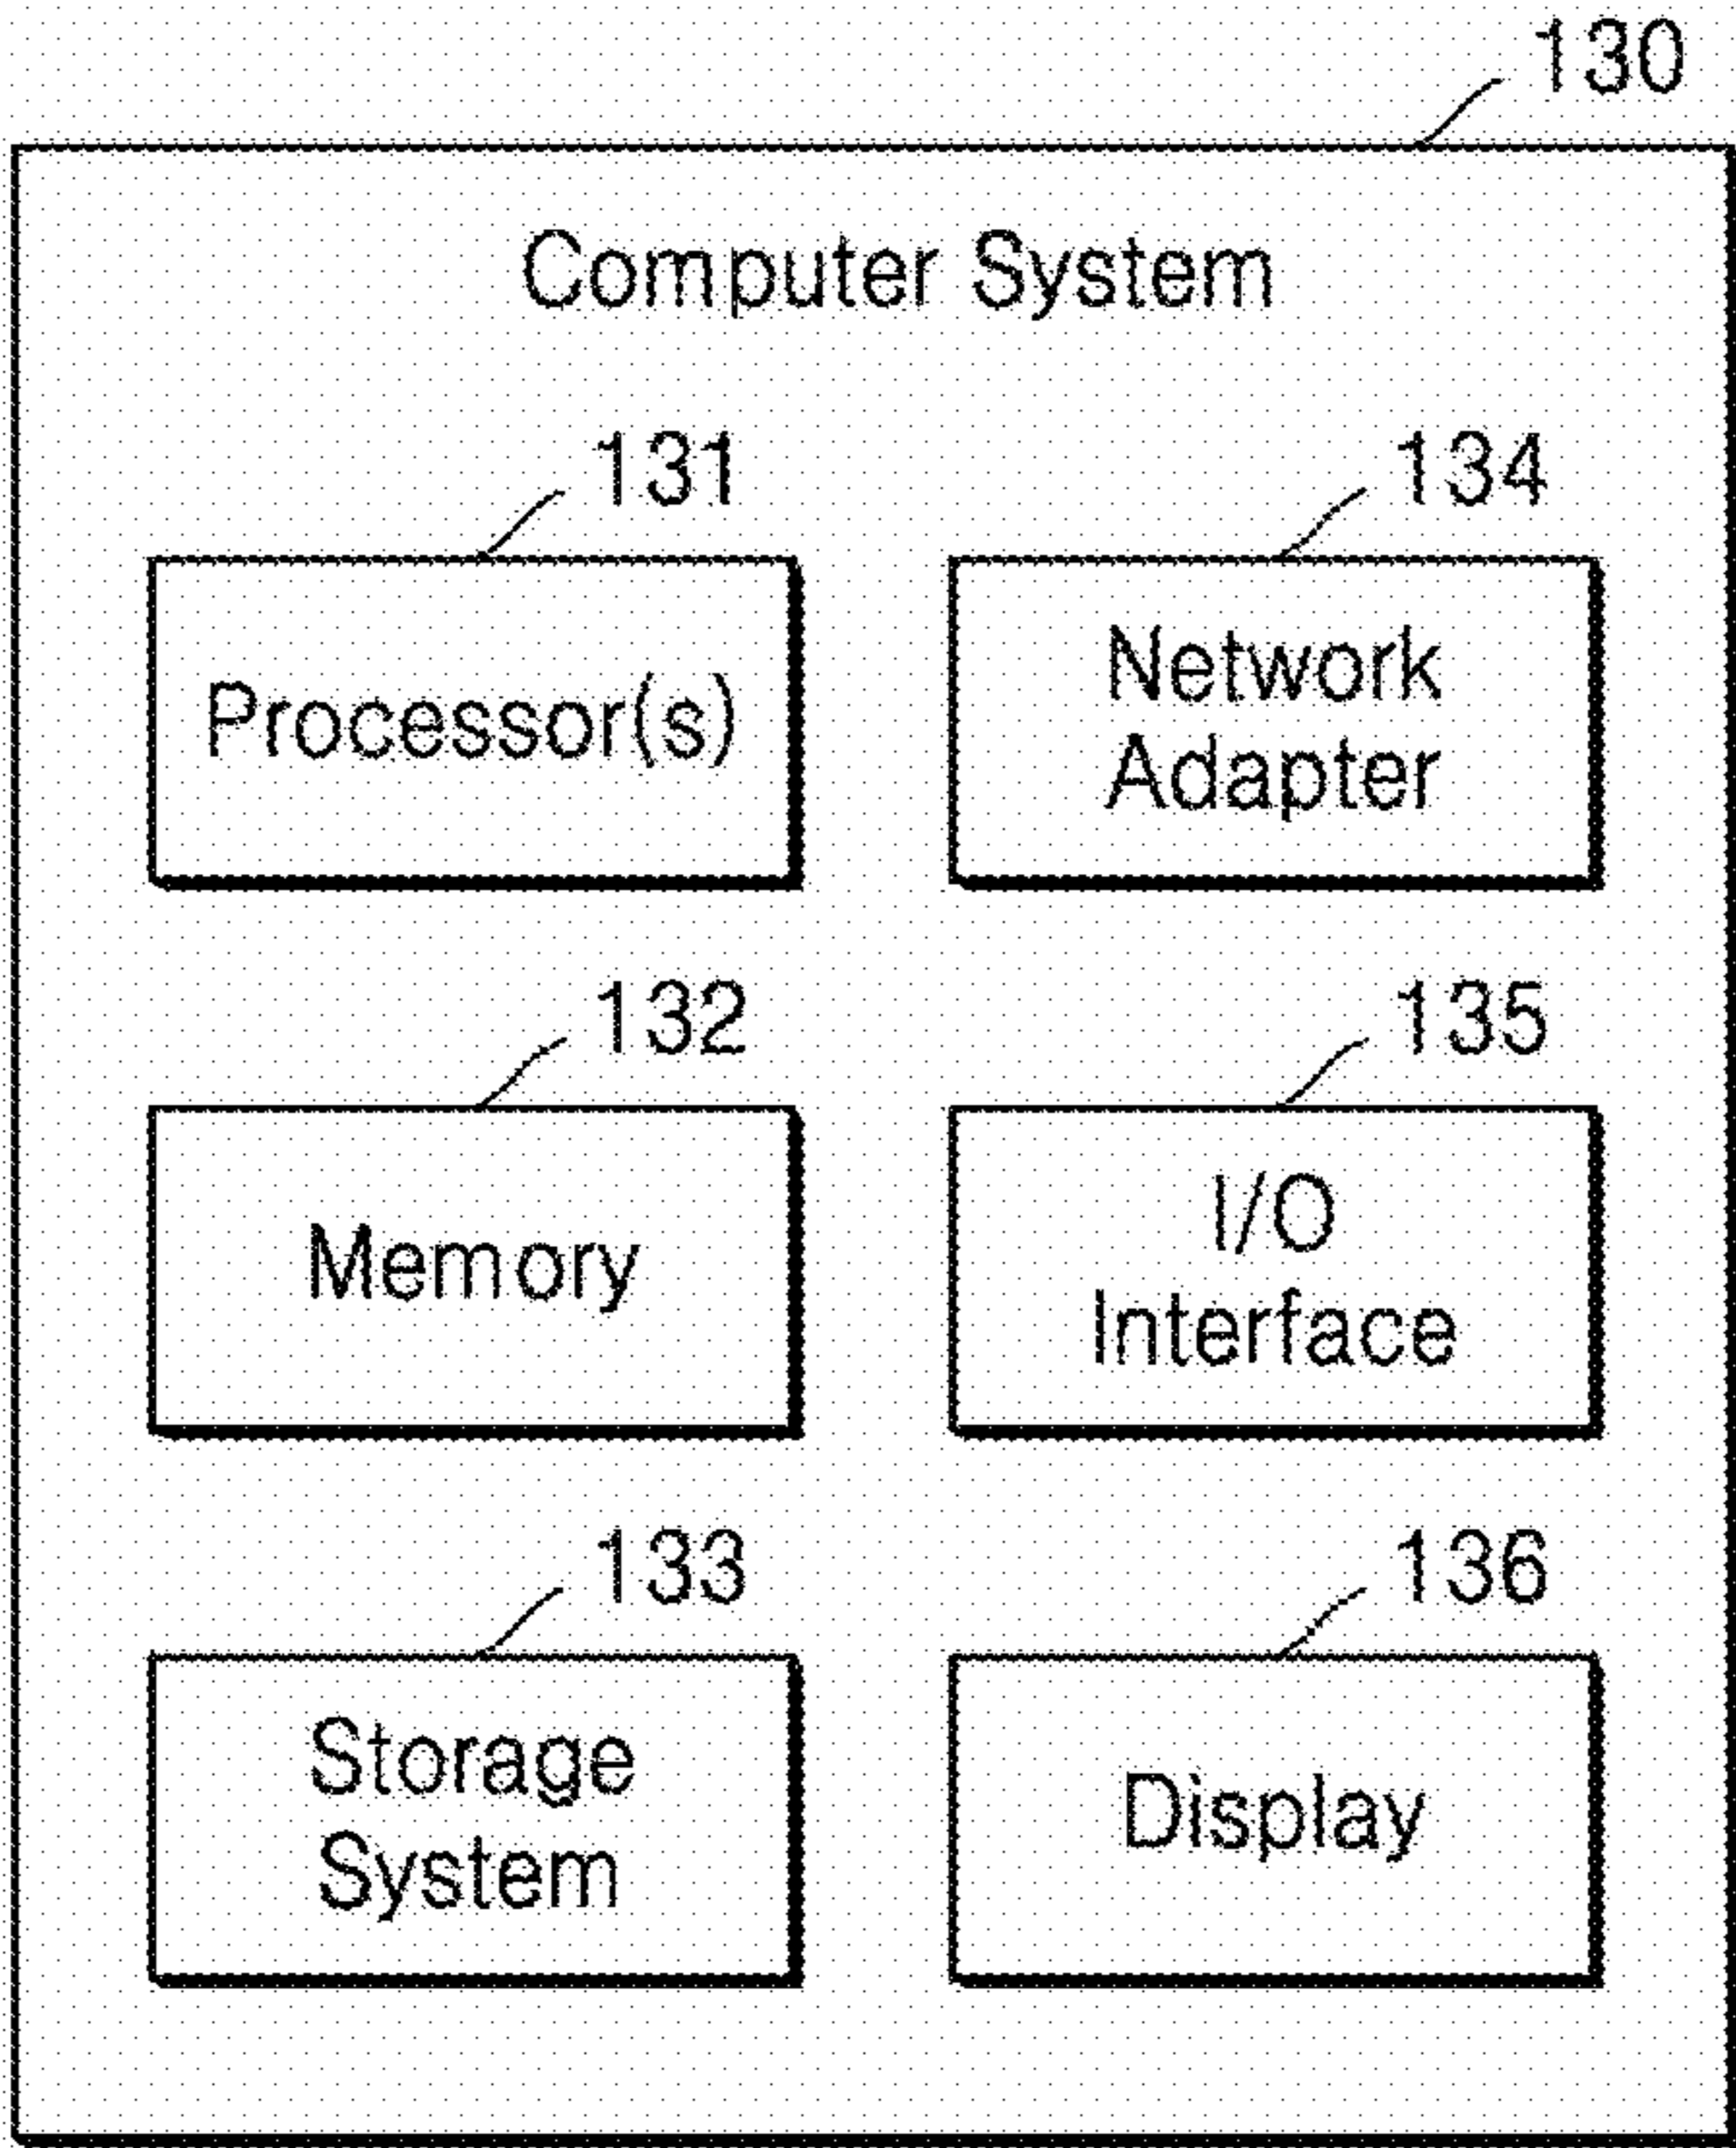 130
Computer System
131
Processor(s)
134
Network
Adapter
132
Memory
135
I/O
Interface
133
Storage
System
136
Display